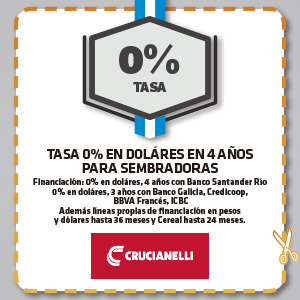 0%
TASA
TASA 0% EN DOLÁRES EN 4 AÑOS
PARA SEMBRADORAS
Financiación: 0% en doláres, 4 años con Banco Santander Rio
0% en doláres, 3 años con Banco Galicia, Credicoop,
BBVA Francés, ICBC
Además líneas propias de financiación en pesos
y dólares hasta 36 meses y Cereal hasta 24 meses.
CRUCIANELLI